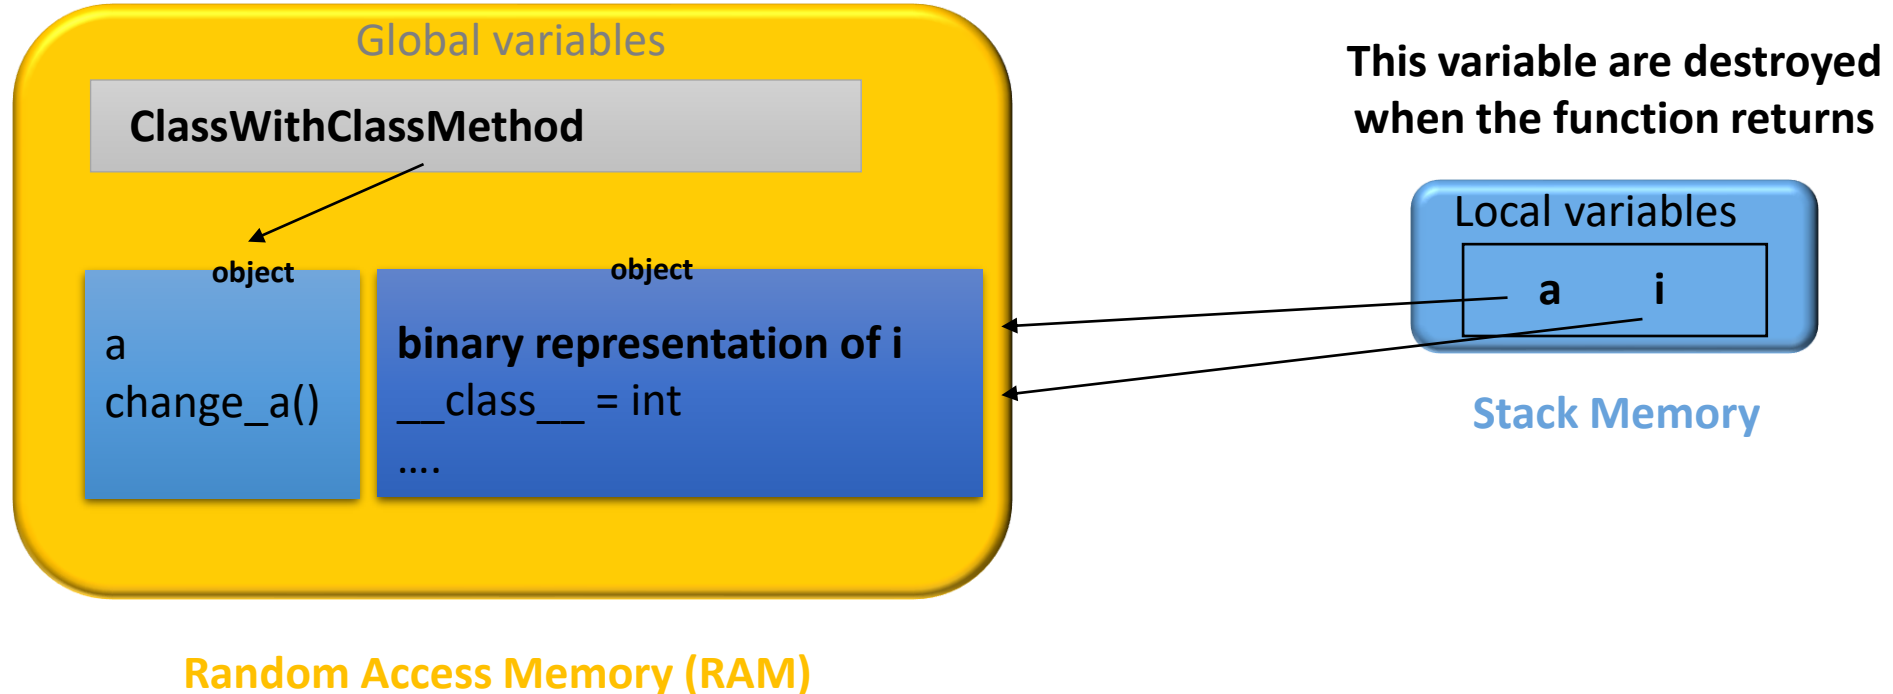 Global variables
ClassWithClassMethod
object
a
change_a()
object
binary representation of i
__class__ = int
....
Random Access Memory (RAM)
This variable are destroyed
when the function returns
Local variables
a i
Stack Memory